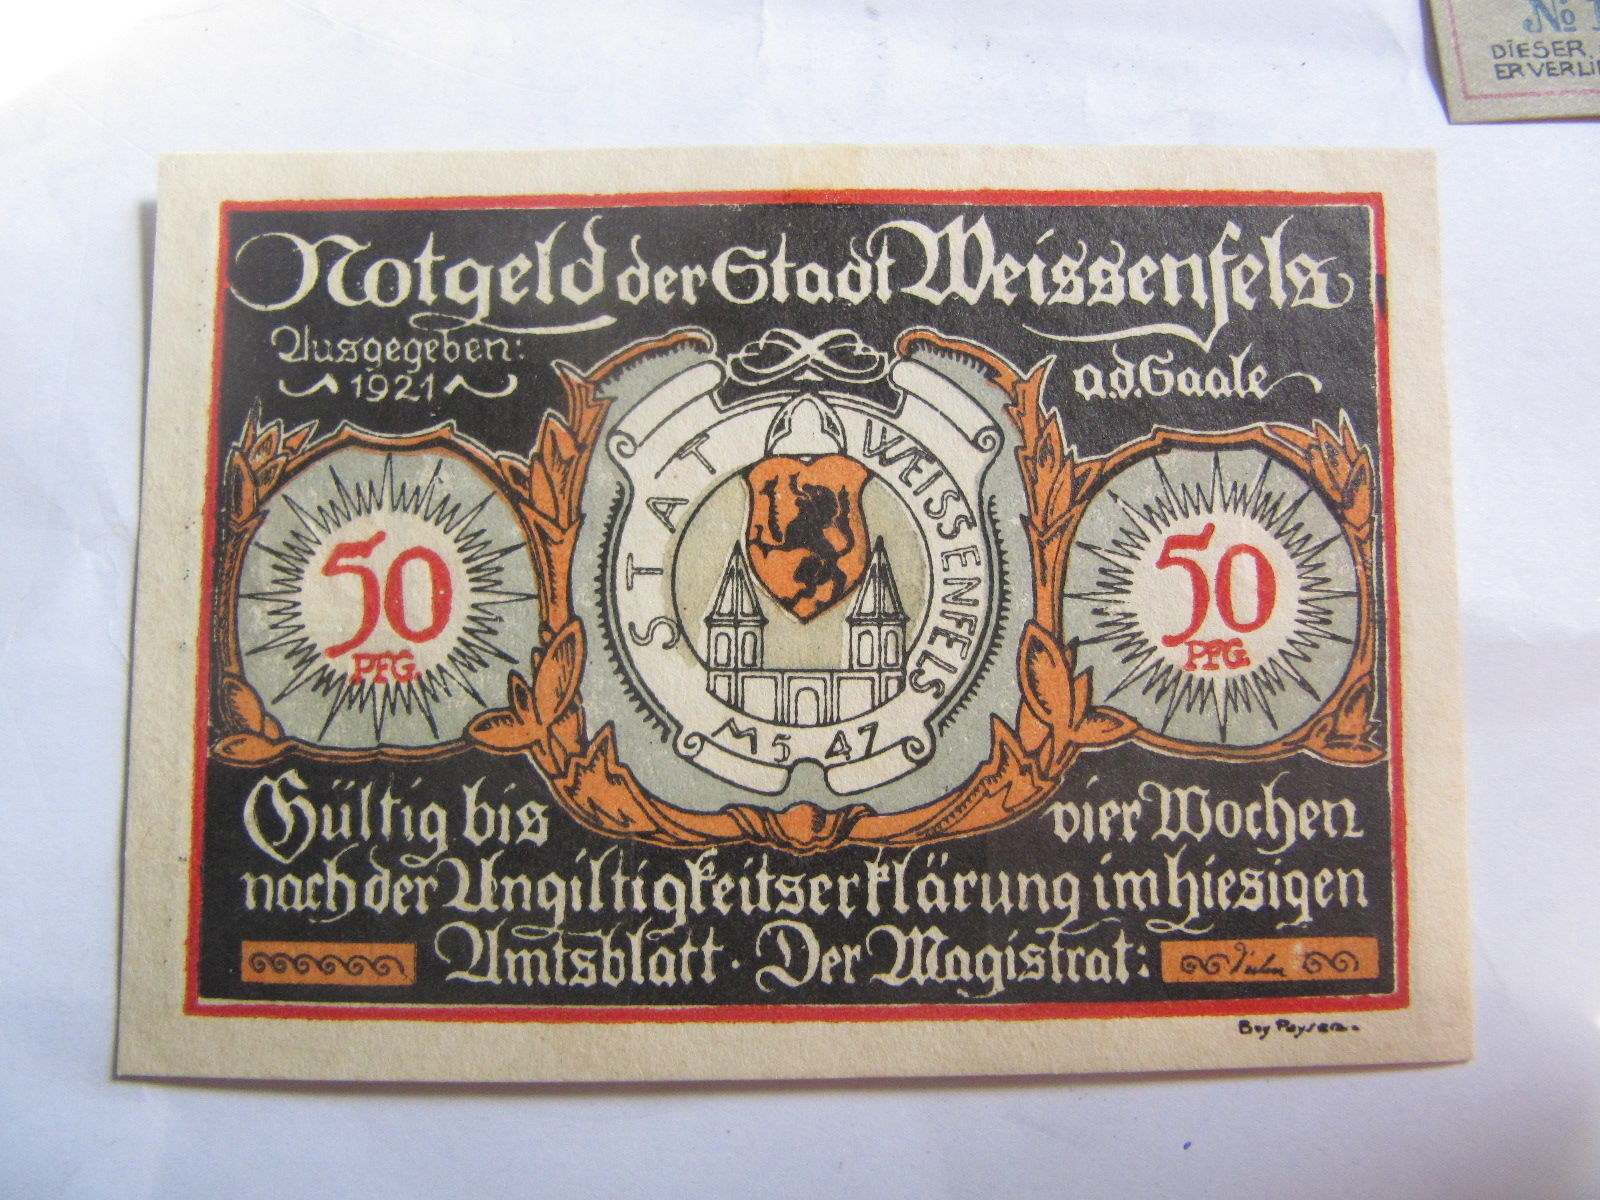 Notgeld der Stadt Weissenfels
Ausgegeben:
1921
a.d.Saale
STAT WEISSENFELS
M5 47
50
PFG.
50
PFG.
Gültig bis vier Wochen
nach der Ungiltigkeitserklärung im hiesigen
Amtsblatt · Der Magistrat:
№
DIESER